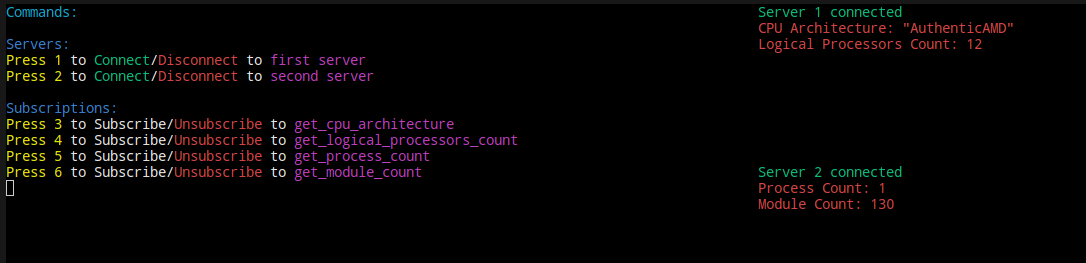 Commands:
Servers:
Press 1 to Connect/Disconnect to first server
Press 2 to Connect/Disconnect to second server
Subscriptions:
Press 3 to Subscribe/Unsubscribe to get_cpu_architecture
Press 4 to Subscribe/Unsubscribe to get_logical_processors_count
Press 5 to Subscribe/Unsubscribe to get_process_count
Press 6 to Subscribe/Unsubscribe to get_module_count
Server 1 connected
CPU Architecture: "AuthenticAMD"
Logical Processors Count: 12
Server 2 connected
Process Count: 1
Module Count: 130